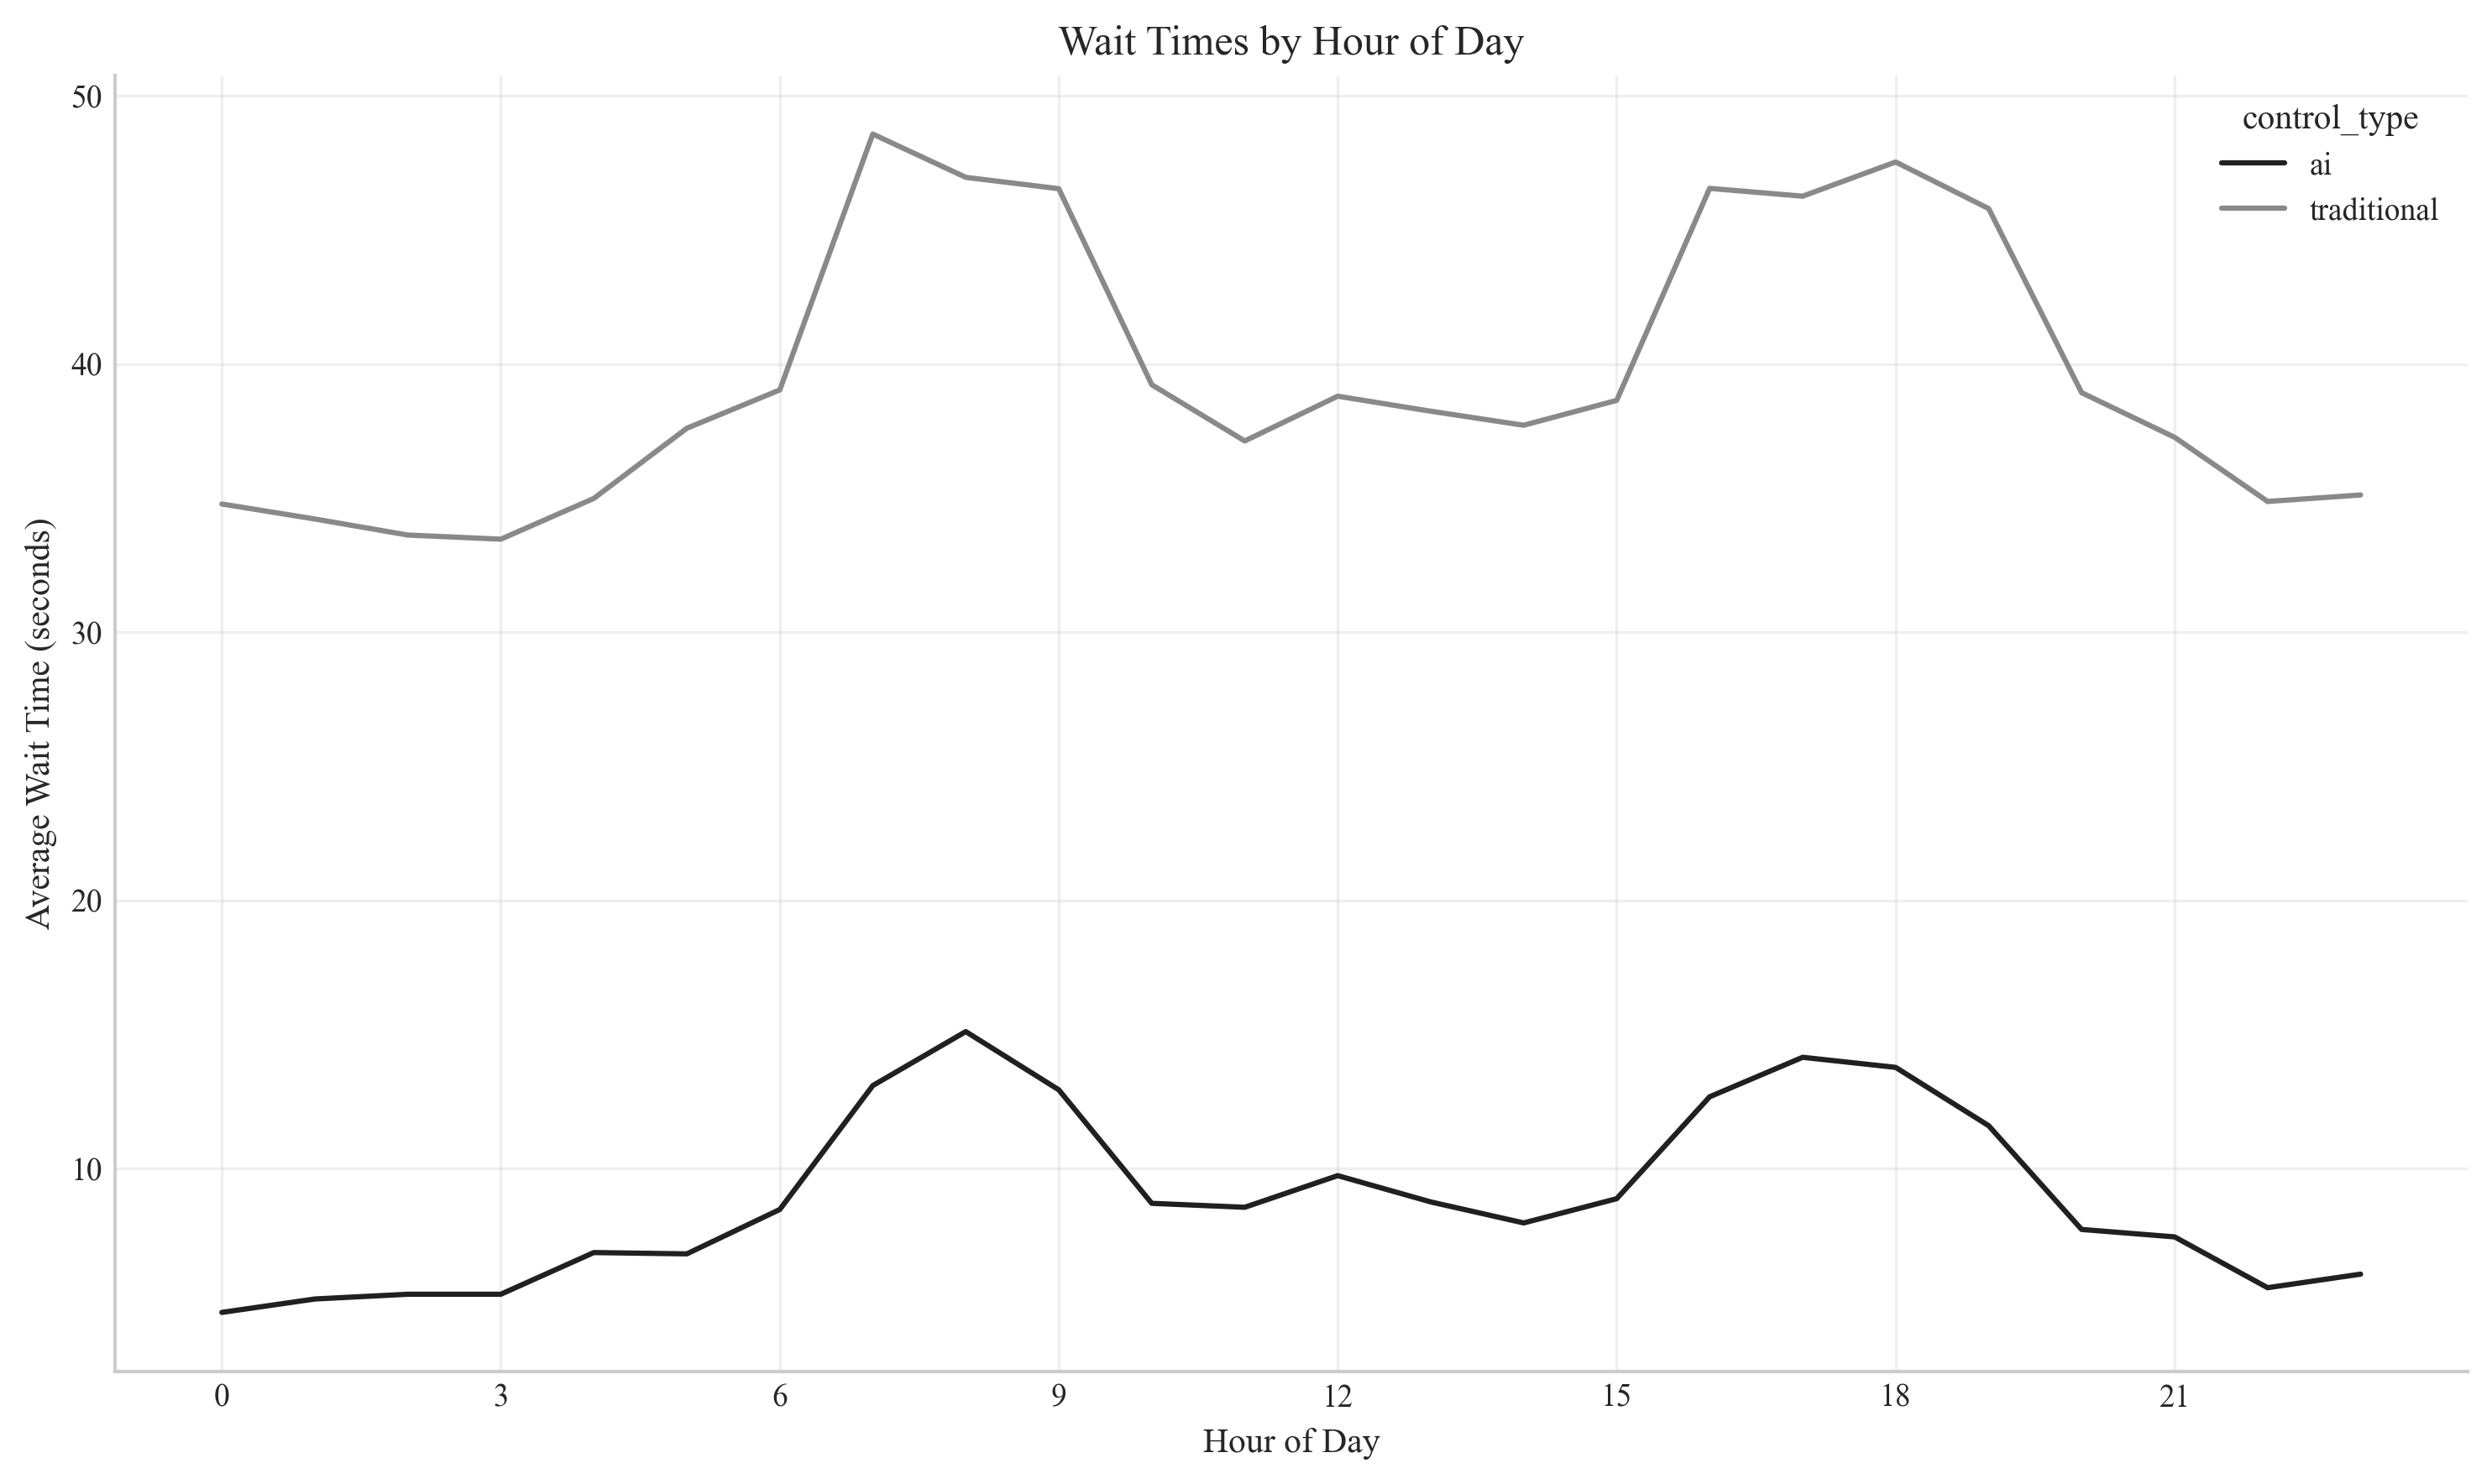 Wait Times by Hour of Day
control_type
ai
traditional
Average Wait Time (seconds)
50
40
30
20
10
0 3 6 9 12 15 18 21
Hour of Day